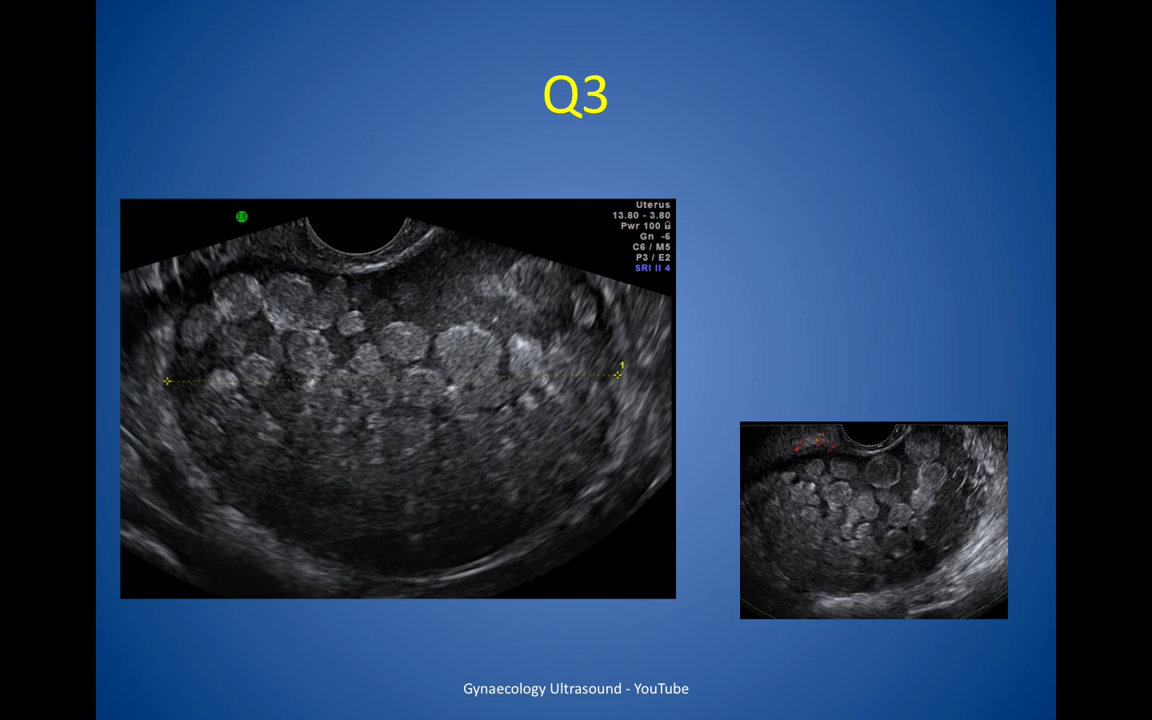 Q3
Uterus
13.80 - 3.80
Pwr 100
Gn -6
C6 / M5
P3 / E2
SRI II 4
1
Gynaecology Ultrasound - YouTube